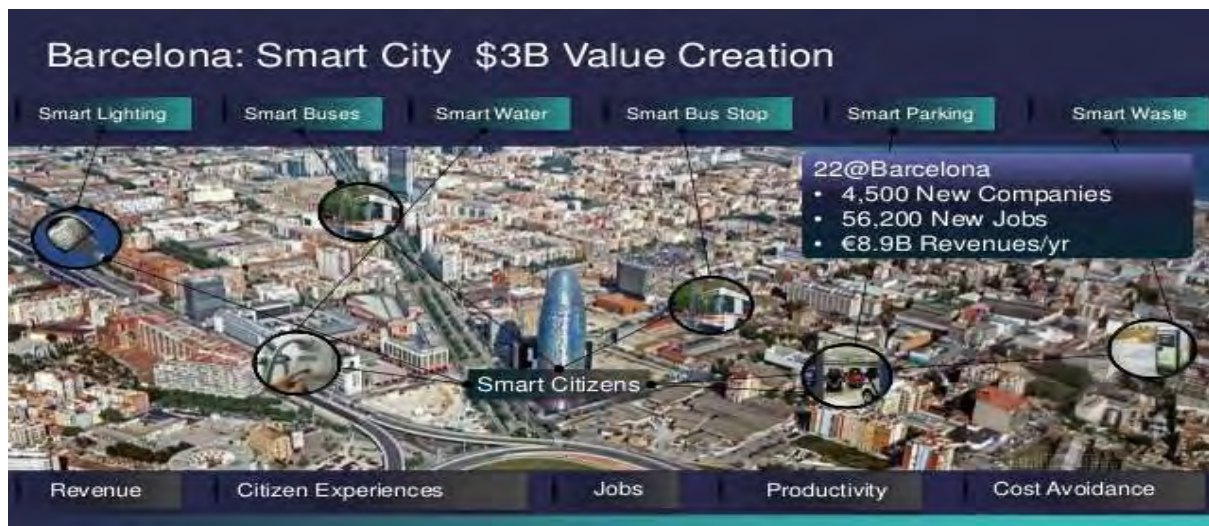 Barcelona: Smart City $3B Value Creation
Smart Lighting
Smart Buses
Smart Water
Smart Bus Stop
Smart Parking
Smart Waste
22@Barcelona
• 4,500 New Companies
• 56,200 New Jobs
• €8.9B Revenues/yr
Smart Citizens
Revenue
Citizen Experiences
Jobs
Productivity
Cost Avoidance